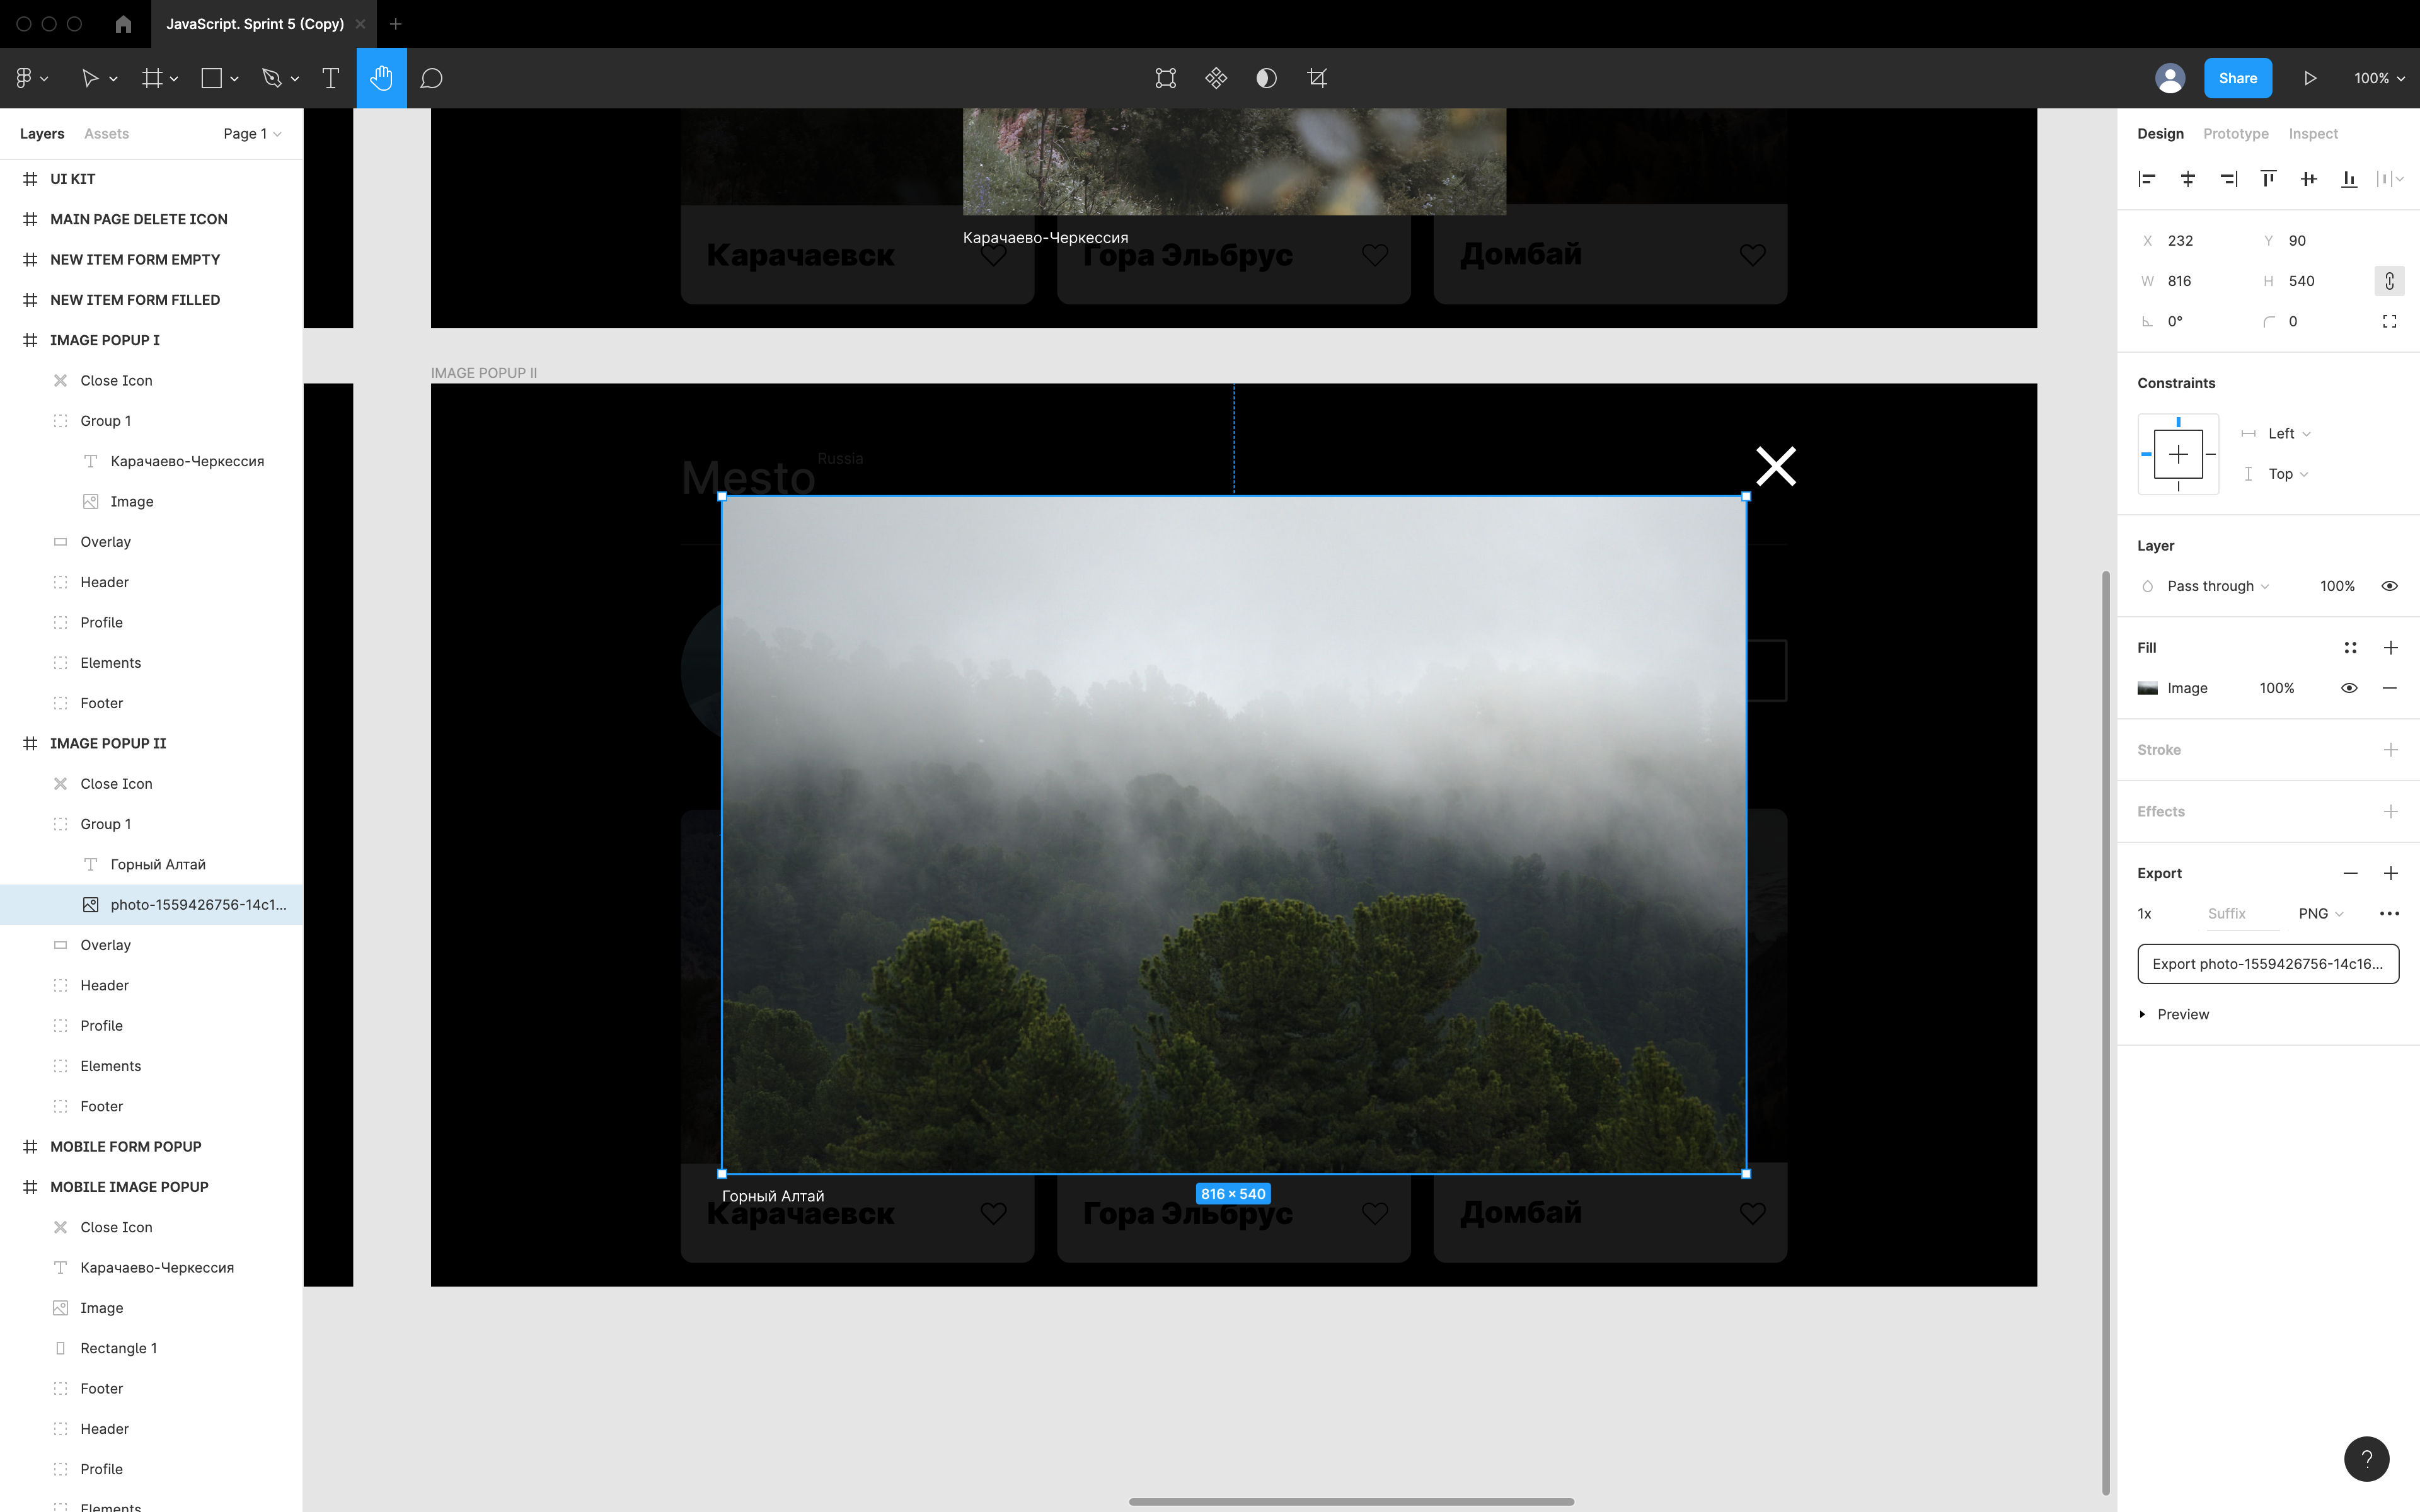 JavaScript. Sprint 5 (Copy)
Share
100%
Layers
Assets
Page 1
UI KIT
MAIN PAGE DELETE ICON
NEW ITEM FORM EMPTY
NEW ITEM FORM FILLED
IMAGE POPUP I
Close Icon
Group 1
Карачаево-Черкессия
Image
Overlay
Header
Profile
Elements
Footer
IMAGE POPUP II
Close Icon
Group 1
Горный Алтай
photo-1559426756-14c1...
Overlay
Header
Profile
Elements
Footer
MOBILE FORM POPUP
MOBILE IMAGE POPUP
Close Icon
Карачаево-Черкессия
Image
Rectangle 1
Footer
Header
Profile
Elements
Карачаево-Черкессия
Карачаевск
Гора Эльбрус
Домбай
IMAGE POPUP II
Mesto Russia
Горный Алтай
816 × 540
Карачаевск
Гора Эльбрус
Домбай
Design
Prototype
Inspect
X 232
Y 90
W 816
H 540
0°
0
Constraints
Left
Top
Layer
Pass through
100%
Fill
Image
100%
Stroke
Effects
Export
1x
Suffix
PNG
Export photo-1559426756-14c16...
Preview
?